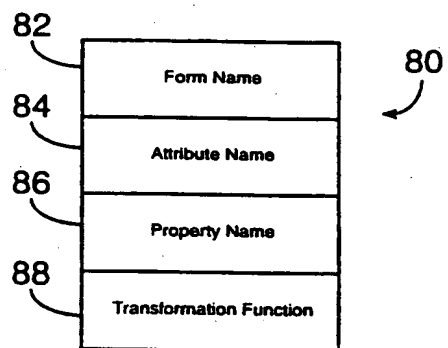 82
Form Name
80
84
Attribute Name
86
Property Name
88
Transformation Function